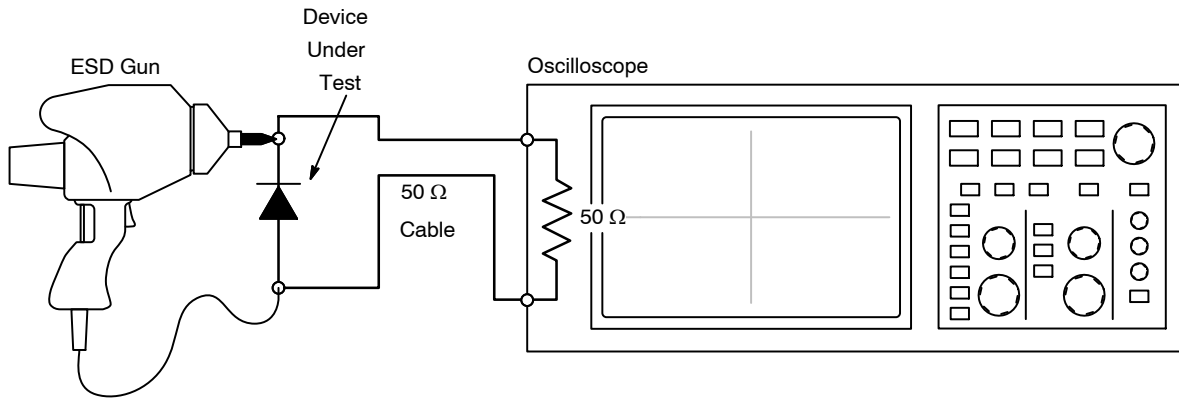 Device
Under
Test
ESD Gun
Oscilloscope
50 Ω
Cable
50 Ω